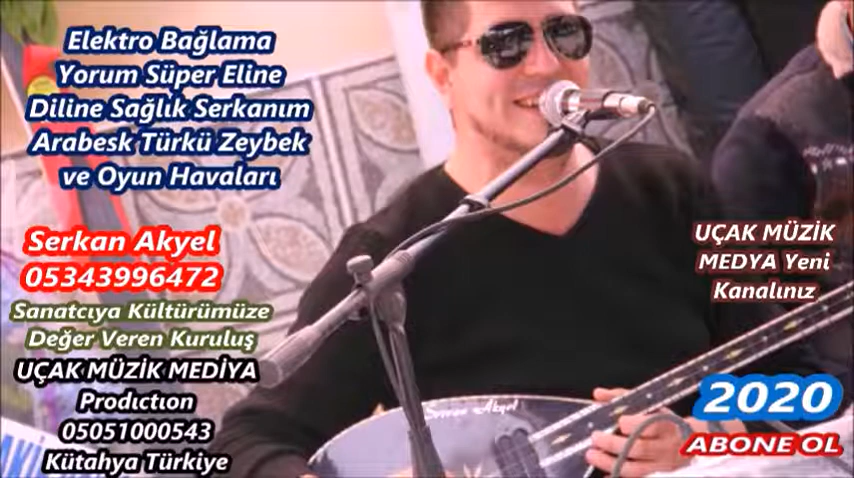 Elektro Bağlama
Yorum Süper Eline
Diline Sağlık Serkanım
Arabesk Türkü Zeybek
ve Oyun Havaları
Serkan Akyel
05343996472
Sanatcıya Kültürümüze
Değer Veren Kuruluş
UÇAK MÜZİK MEDİYA
Prodıctıon
05051000543
Kütahya Türkiye
UÇAK MÜZİK
MEDYA Yeni
Kanalınız
Serkan Akyel
2020
ABONE OL